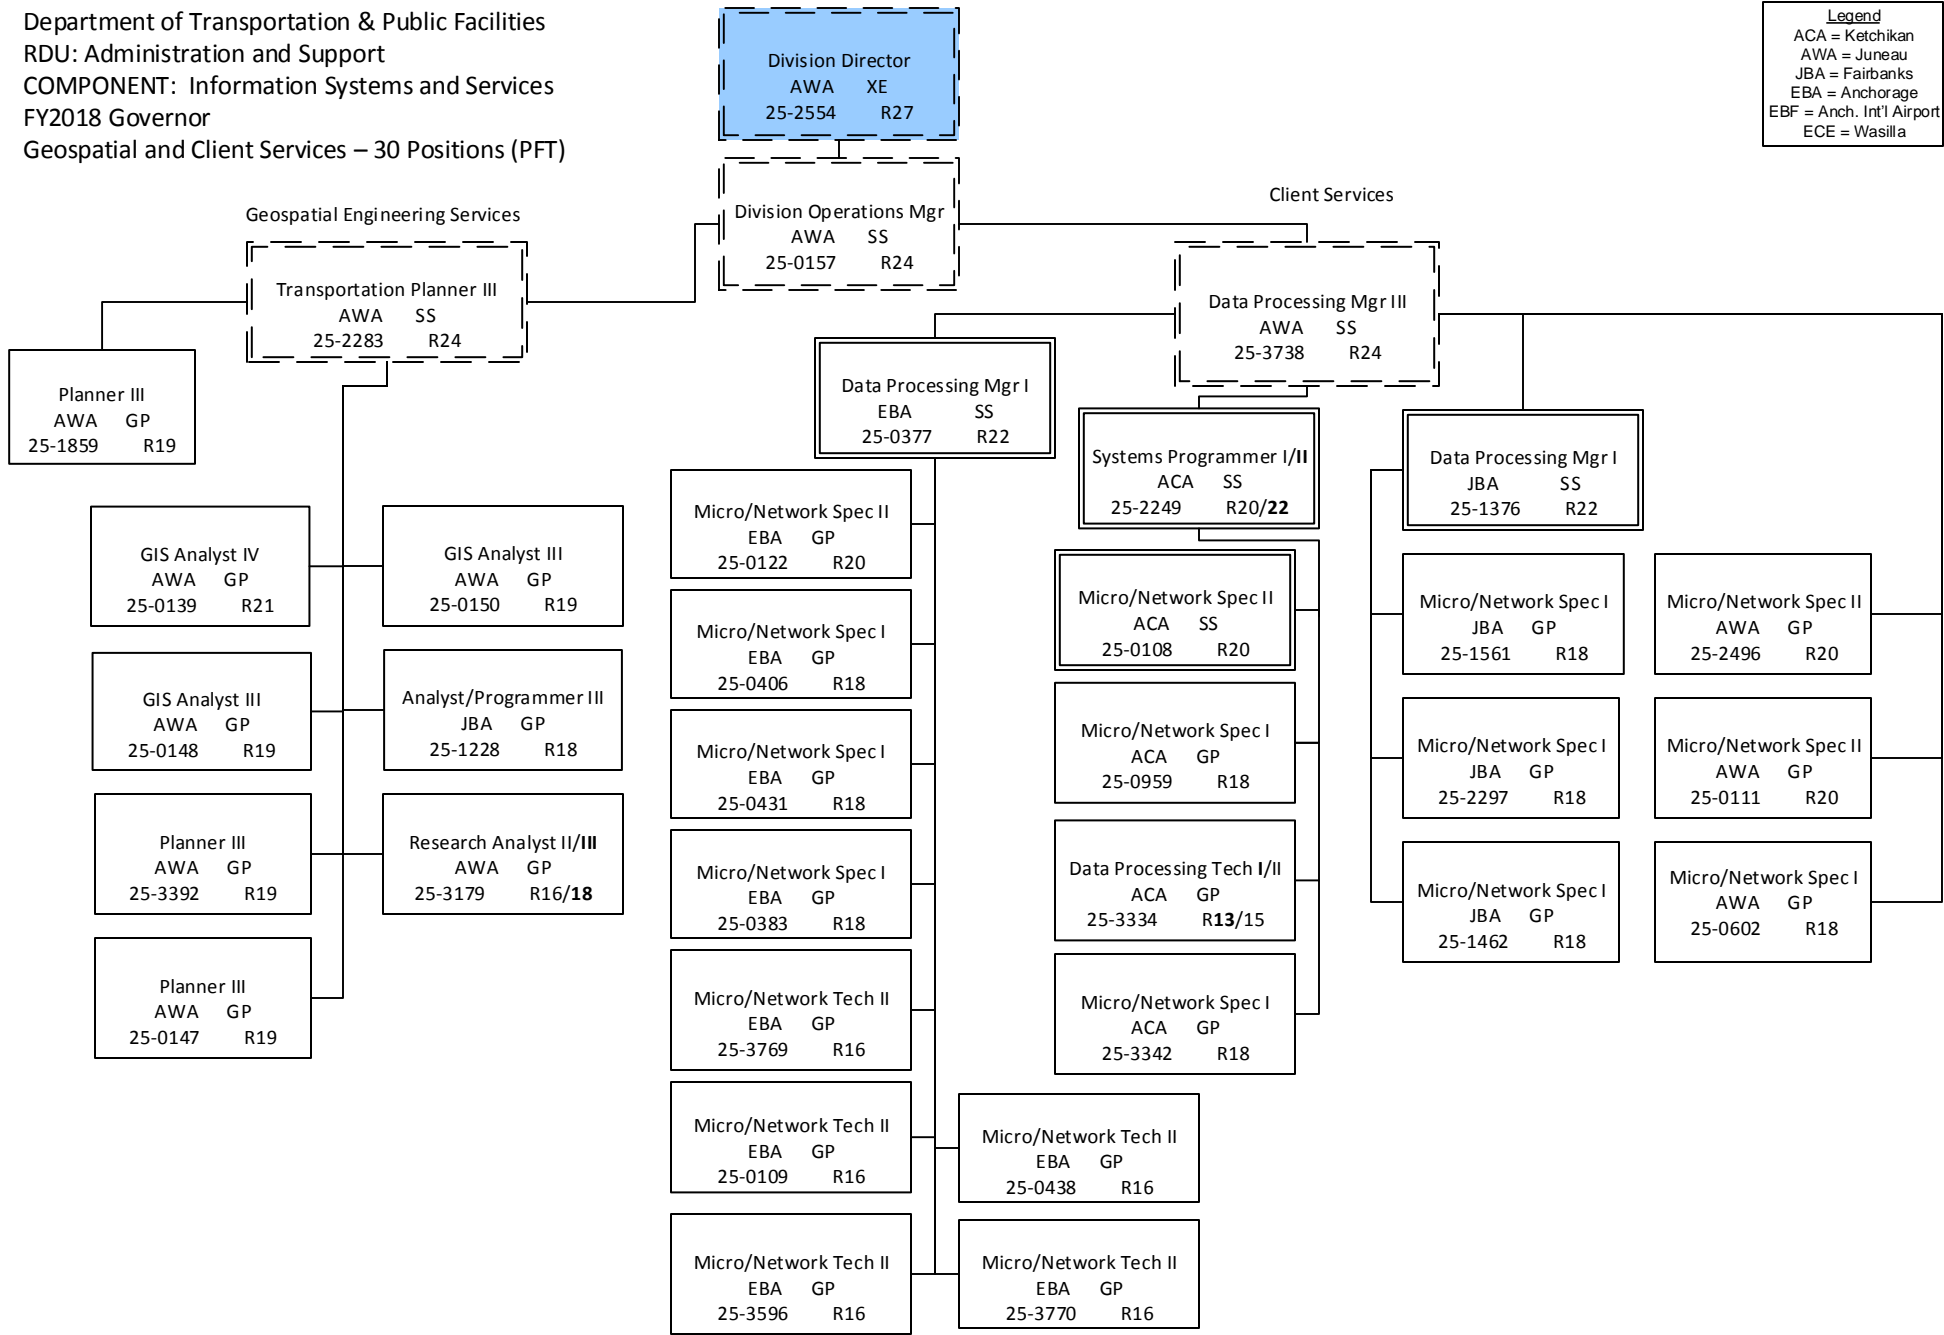 Department of Transportation & Public Facilities
RDU: Administration and Support
COMPONENT: Information Systems and Services
FY2018 Governor
Geospatial and Client Services – 30 Positions (PFT)
Legend
ACA = Ketchikan
AWA = Juneau
JBA = Fairbanks
EBA = Anchorage
EBF = Anch. Int'l Airport
ECE = Wasilla
Division Director
AWA XE
25-2554 R27
Division Operations Mgr
AWA SS
25-0157 R24
Geospatial Engineering Services
Transportation Planner III
AWA SS
25-2283 R24
Planner III
AWA GP
25-1859 R19
GIS Analyst IV
AWA GP
25-0139 R21
GIS Analyst III
AWA GP
25-0150 R19
GIS Analyst III
AWA GP
25-0148 R19
Analyst/Programmer III
JBA GP
25-1228 R18
Planner III
AWA GP
25-3392 R19
Research Analyst II/III
AWA GP
25-3179 R16/18
Planner III
AWA GP
25-0147 R19
Client Services
Data Processing Mgr III
AWA SS
25-3738 R24
Data Processing Mgr I
EBA SS
25-0377 R22
Micro/Network Spec II
EBA GP
25-0122 R20
Micro/Network Spec I
EBA GP
25-0406 R18
Micro/Network Spec I
EBA GP
25-0431 R18
Micro/Network Spec I
EBA GP
25-0383 R18
Micro/Network Tech II
EBA GP
25-3769 R16
Micro/Network Tech II
EBA GP
25-0109 R16
Micro/Network Tech II
EBA GP
25-0438 R16
Micro/Network Tech II
EBA GP
25-3596 R16
Micro/Network Tech II
EBA GP
25-3770 R16
Systems Programmer I/II
ACA SS
25-2249 R20/22
Micro/Network Spec II
ACA SS
25-0108 R20
Micro/Network Spec I
ACA GP
25-0959 R18
Data Processing Tech I/II
ACA GP
25-3334 R13/15
Micro/Network Spec I
ACA GP
25-3342 R18
Data Processing Mgr I
JBA SS
25-1376 R22
Micro/Network Spec I
JBA GP
25-1561 R18
Micro/Network Spec I
JBA GP
25-2297 R18
Micro/Network Spec I
JBA GP
25-1462 R18
Micro/Network Spec II
AWA GP
25-2496 R20
Micro/Network Spec II
AWA GP
25-0111 R20
Micro/Network Spec I
AWA GP
25-0602 R18